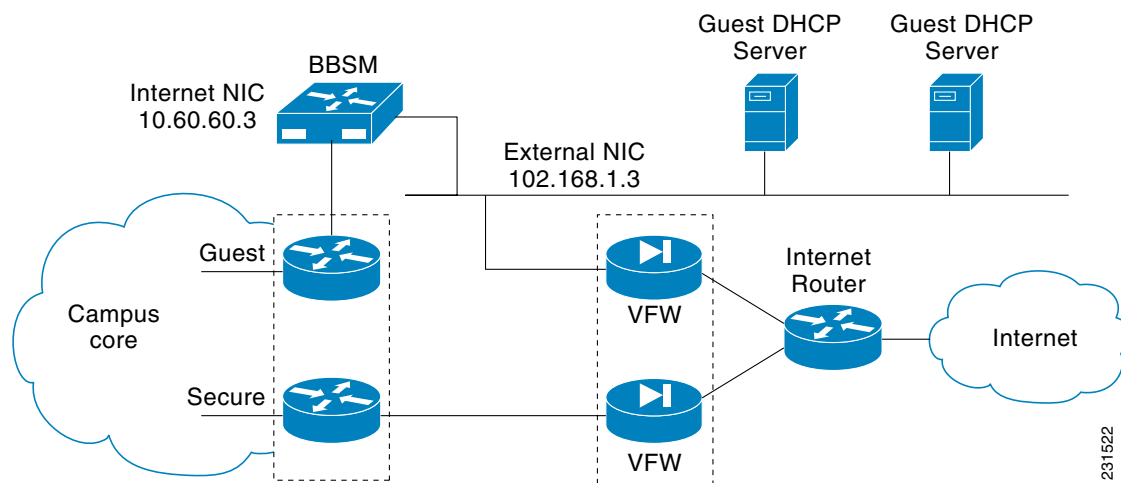 Guest DHCP
Server
Guest DHCP
Server
BBSM
Internet NIC
10.60.60.3
External NIC
102.168.1.3
Guest
VFW
Internet
Router
Campus
core
Internet
Secure
VFW
231522